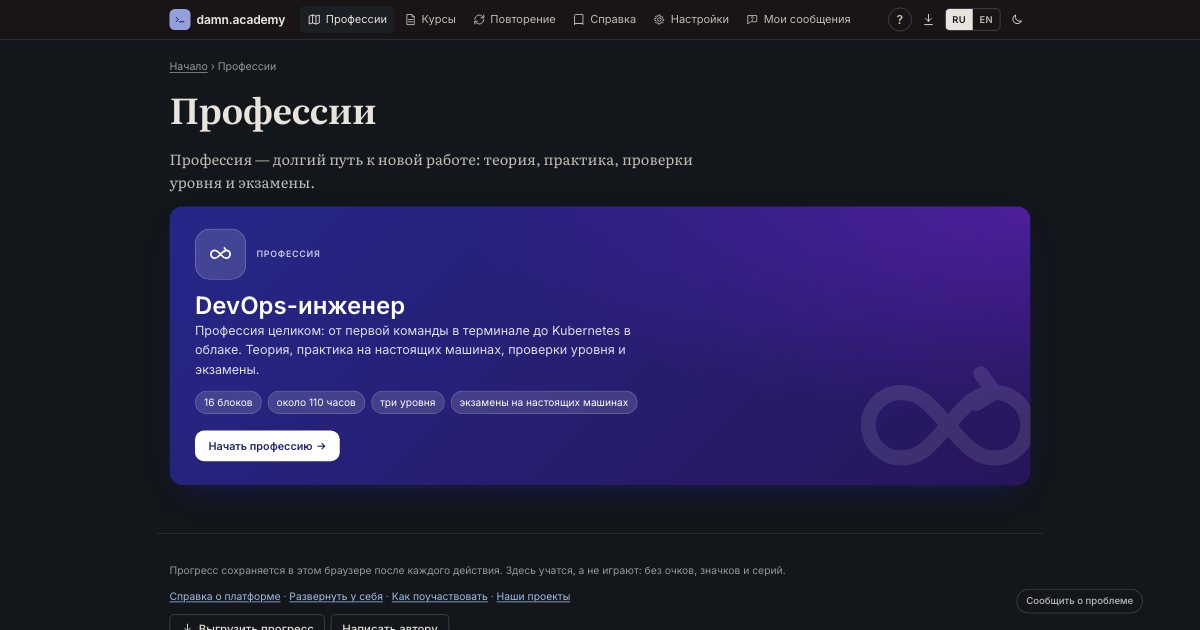 damn.academy Профессии Курсы Повторение Справка Настройки Мои сообщения ? RU EN
Начало › Профессии
Профессии
Профессия — долгий путь к новой работе: теория, практика, проверки
уровня и экзамены.
ПРОФЕССИЯ
DevOps-инженер
Профессия целиком: от первой команды в терминале до Kubernetes в
облаке. Теория, практика на настоящих машинах, проверки уровня и
экзамены.
16 блоков около 110 часов три уровня экзамены на настоящих машинах
Начать профессию →
Прогресс сохраняется в этом браузере после каждого действия. Здесь учатся, а не играют: без очков, значков и серий.
Справка о платформе · Развернуть у себя · Как поучаствовать · Наши проекты
Сообщить о проблеме
Выгрузить прогресс Написать автору